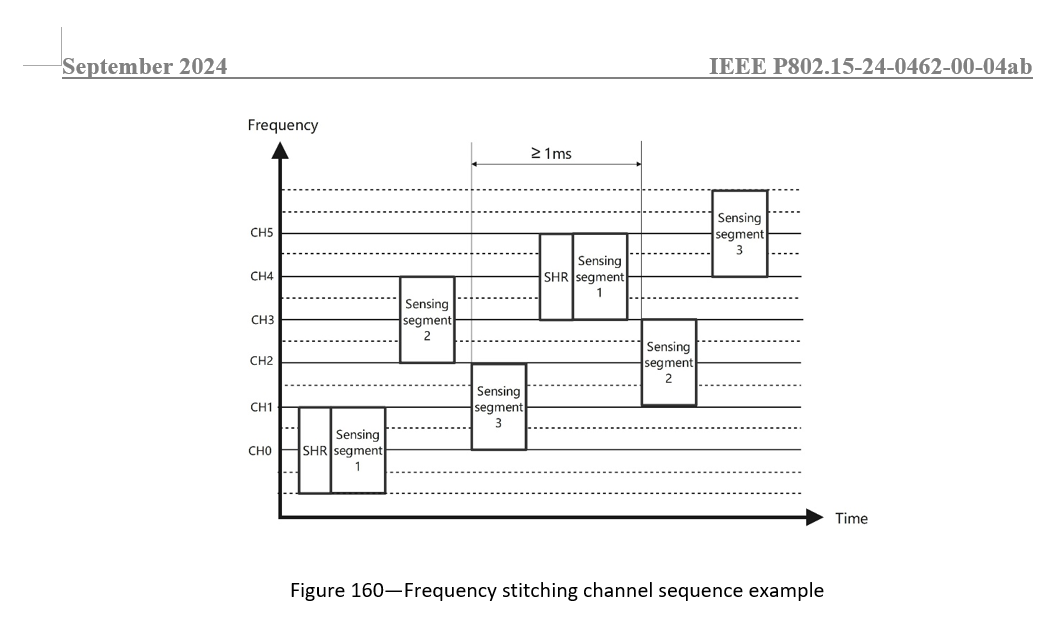 September 2024 IEEE P802.15-24-0462-00-04ab
Frequency
≥ 1ms
Sensing
segment
3
CH5
SHR
Sensing
segment
1
CH4
Sensing
segment
2
CH3
Sensing
segment
2
CH2
Sensing
segment
3
CH1
SHR
Sensing
segment
1
CH0
Time
Figure 160—Frequency stitching channel sequence example